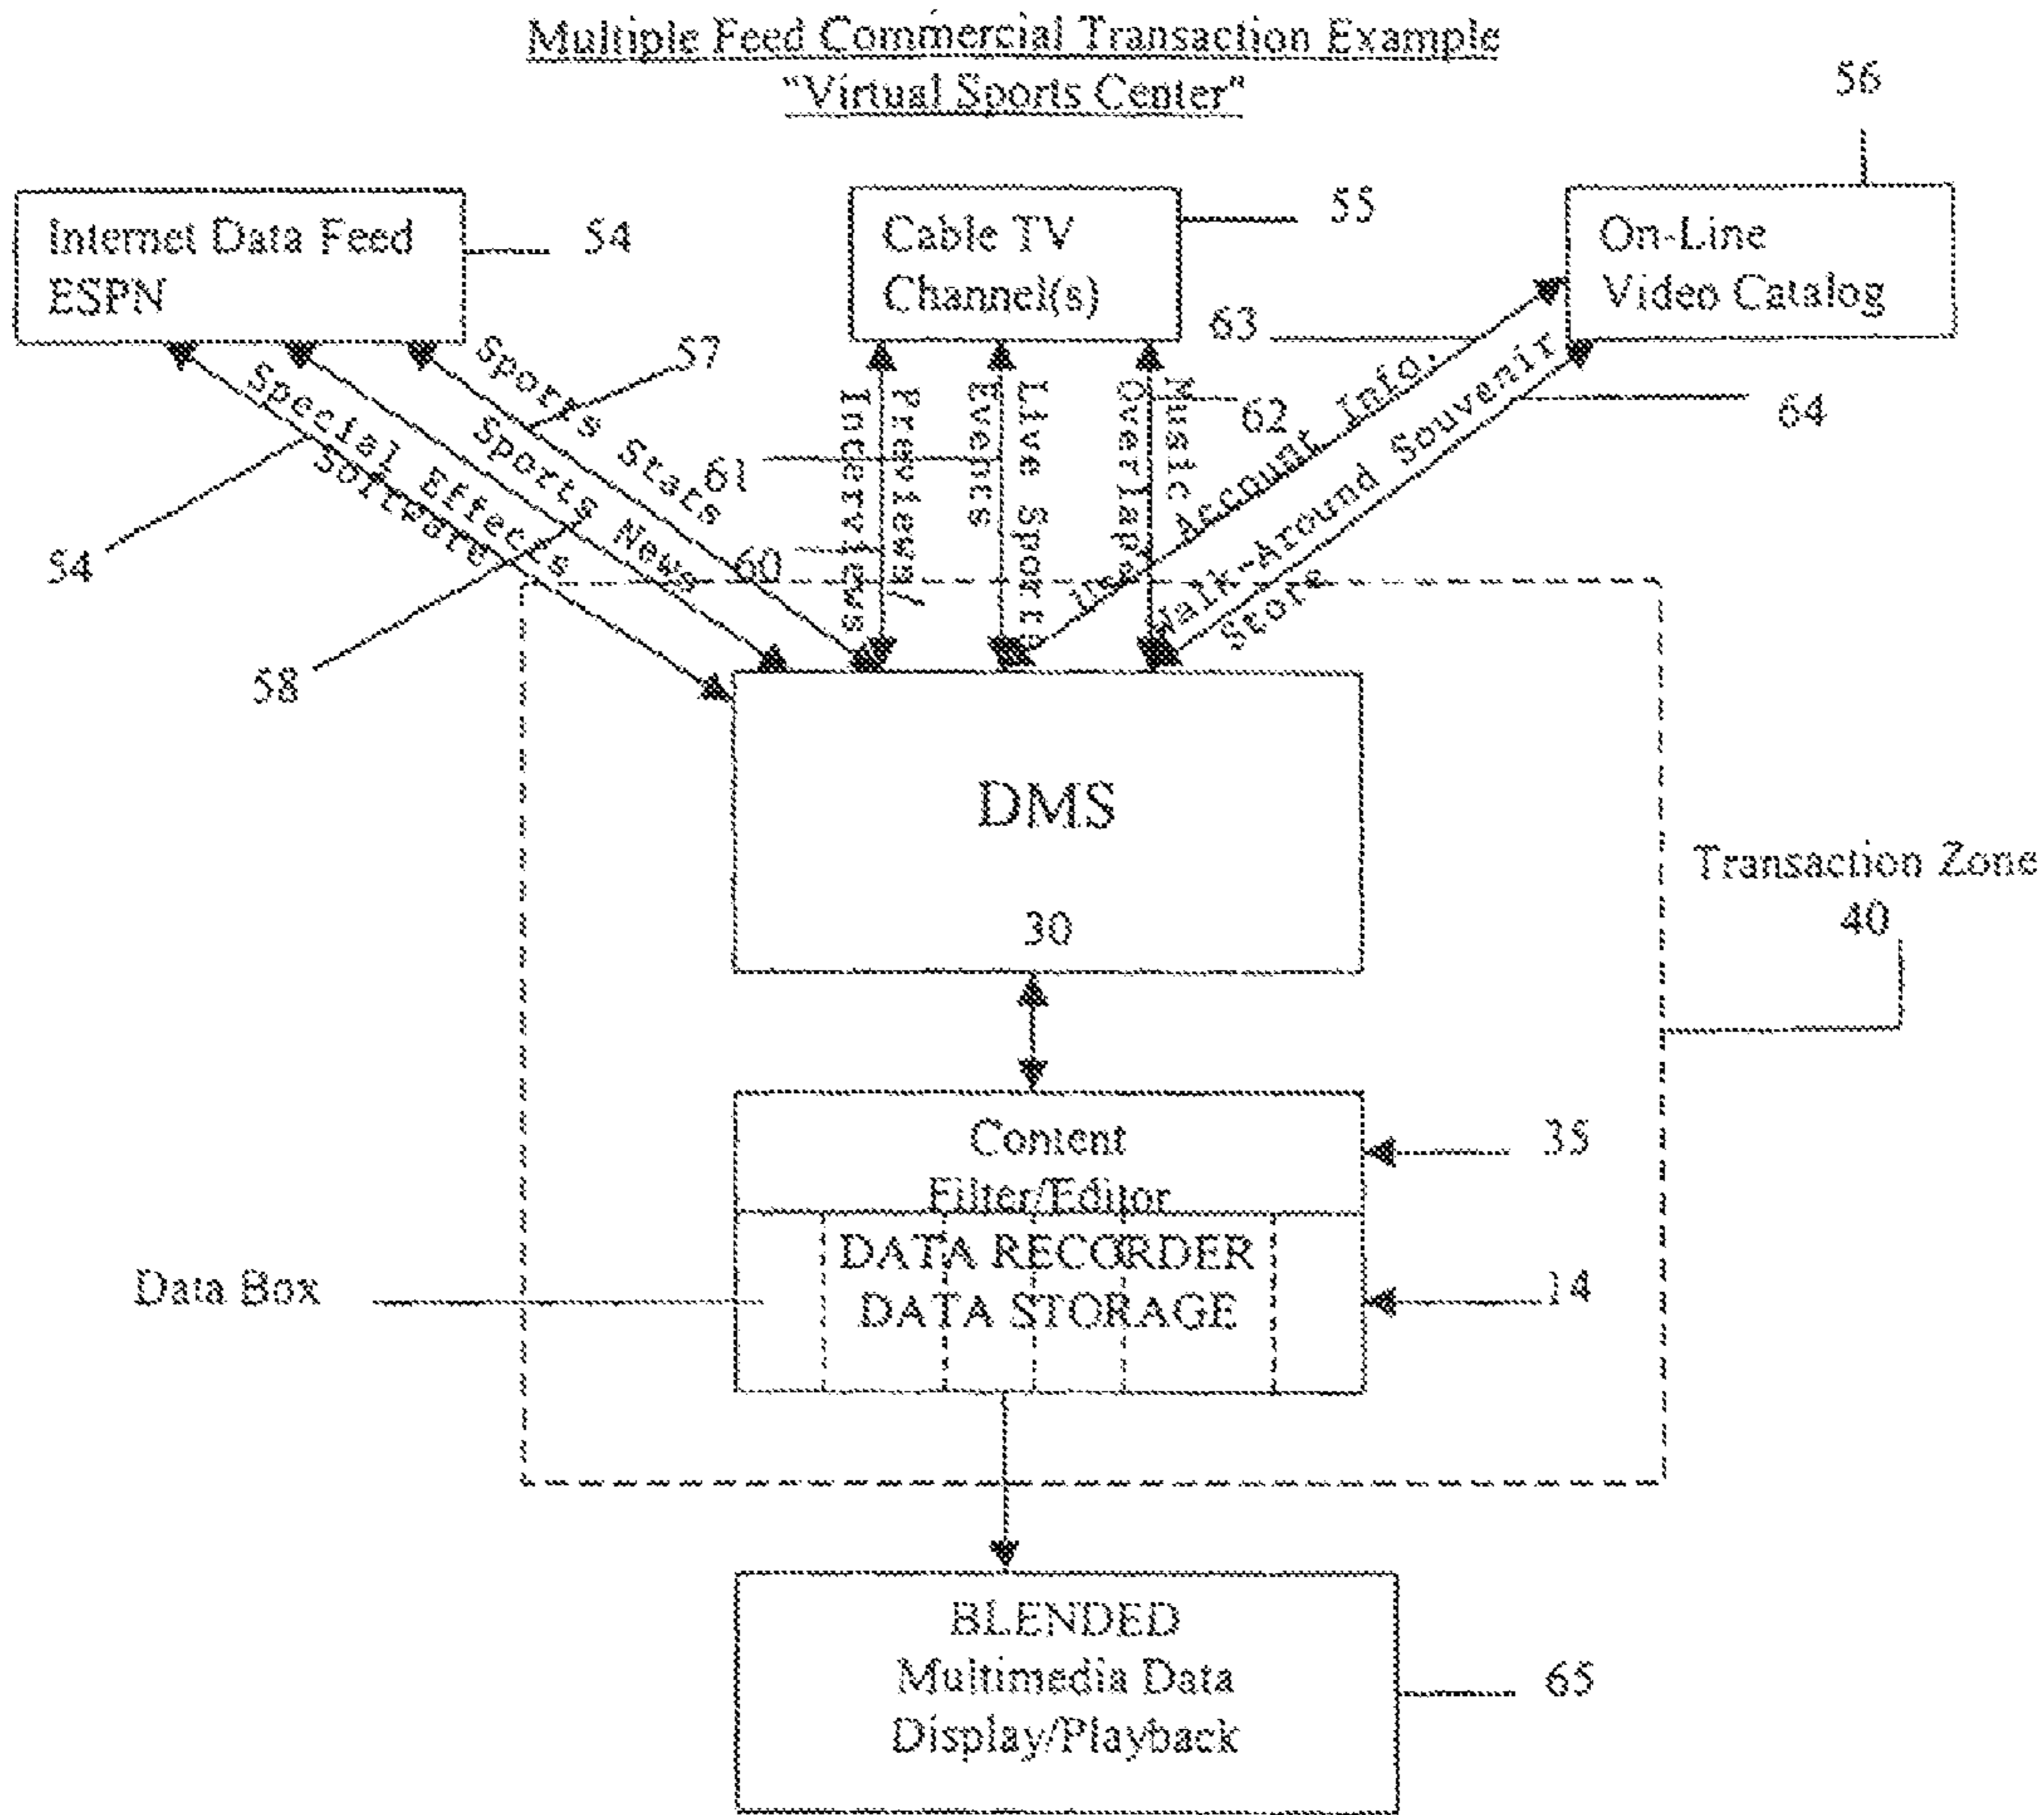 Multiple Feed Commercial Transaction Example
"Virtual Sports Center"
56
Internet Data Feed
ESPN
54
Cable TV
Channel(s)
55
On-Line
Video Catalog
57
63
64
62
61
60
54
58
Sports Stats
Sports News
Special Effects
Software
Previews/
Interviews
Live Sports
Events
Music
Overlap
User Account Info.
Walk-Around Souvenir
Store
DMS
30
Transaction Zone
40
Content
Filter/Editor
35
DATA RECORDER
DATA STORAGE
14
Data Box
BLENDED
Multimedia Data
Display/Playback
65